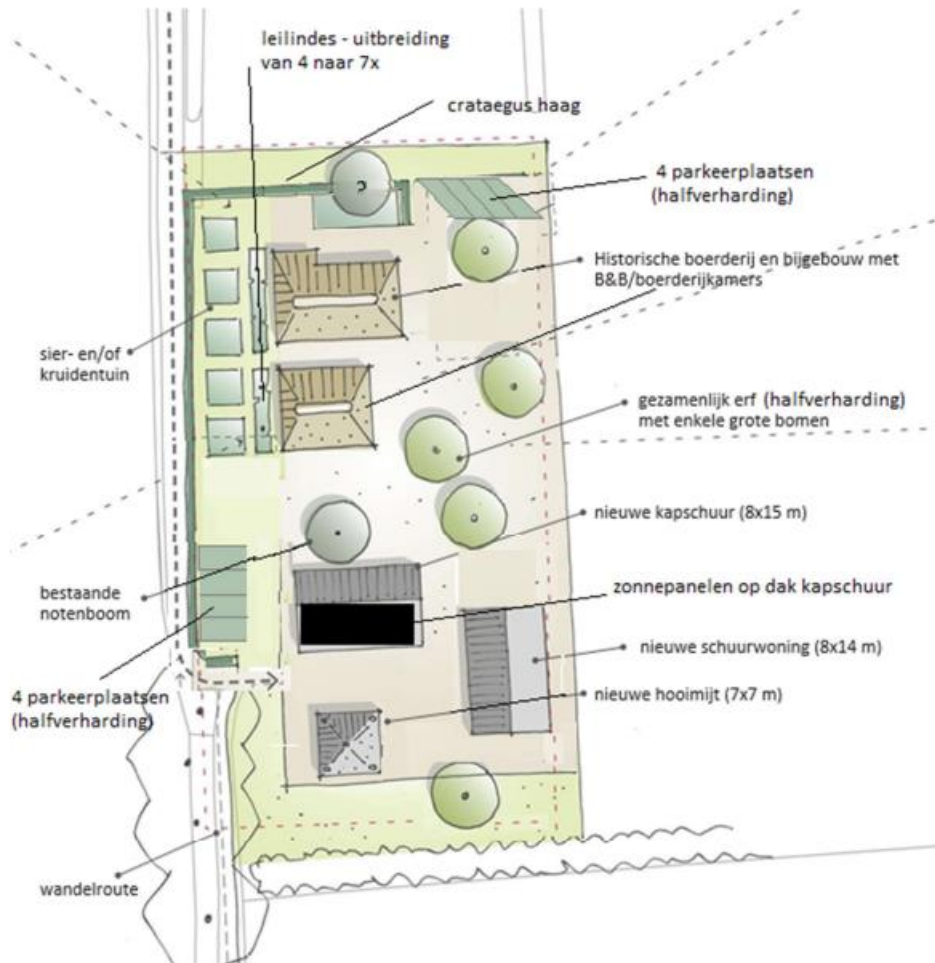 leilindes - uitbreiding
van 4 naar 7x
crataegus haag
4 parkeerplaatsen
(halfverharding)
Historische boerderij en bijgebouw met
B&B/boerderijkamers
sier- en/of
kruidentuin
gezamenlijk erf (halfverharding)
met enkele grote bomen
nieuwe kapschuur (8x15 m)
bestaande
notenboom
zonnepanelen op dak kapschuur
nieuwe schuurwoning (8x14 m)
4 parkeerplaatsen
(halfverharding)
nieuwe hooimijt (7x7 m)
wandelroute